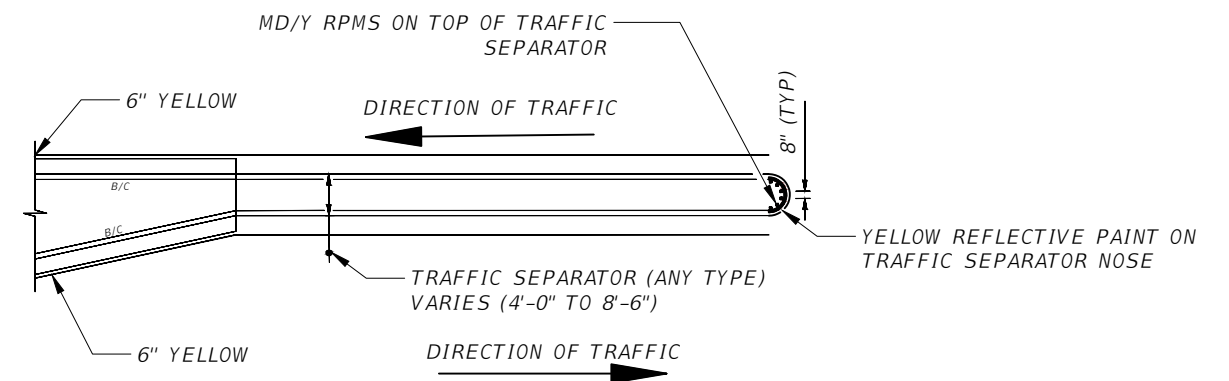 MD/Y RPMS ON TOP OF TRAFFIC
SEPARATOR
6" YELLOW
DIRECTION OF TRAFFIC
8" (TYP)
B/C
B/C
YELLOW REFLECTIVE PAINT ON
TRAFFIC SEPARATOR NOSE
TRAFFIC SEPARATOR (ANY TYPE)
VARIES (4'-0" TO 8'-6")
6" YELLOW
DIRECTION OF TRAFFIC